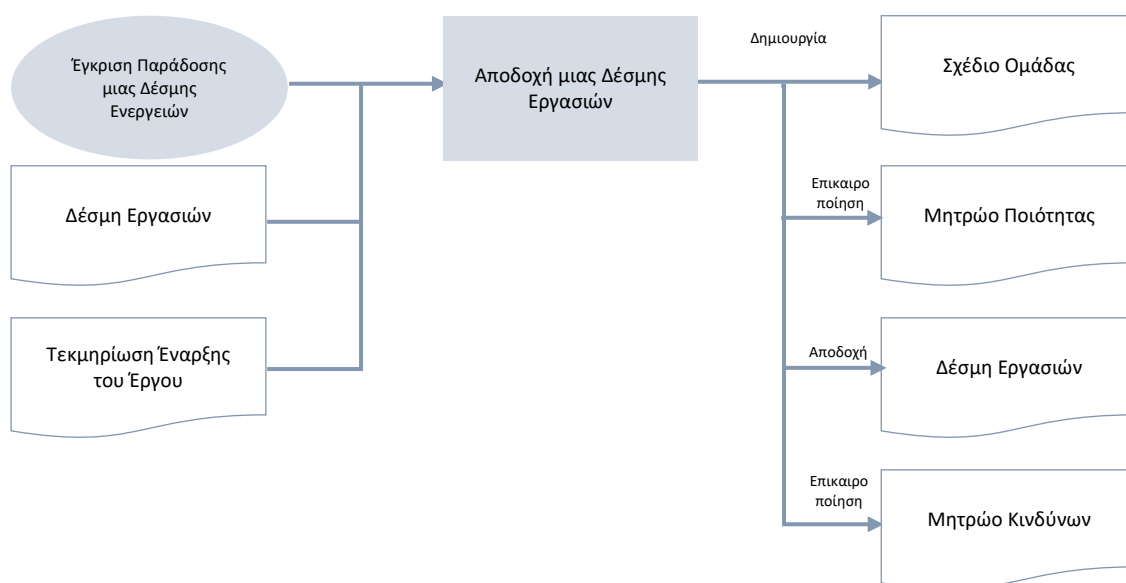 Έγκριση Παράδοσης
μιας Δέσμης
Ενεργειών
Δέσμη Εργασιών
Τεκμηρίωση Έναρξης
του Έργου
Αποδοχή μιας Δέσμης
Εργασιών
Δημιουργία
Σχέδιο Ομάδας
Επικαιρο
ποίηση
Μητρώο Ποιότητας
Αποδοχή
Δέσμη Εργασιών
Επικαιρο
ποίηση
Μητρώο Κινδύνων